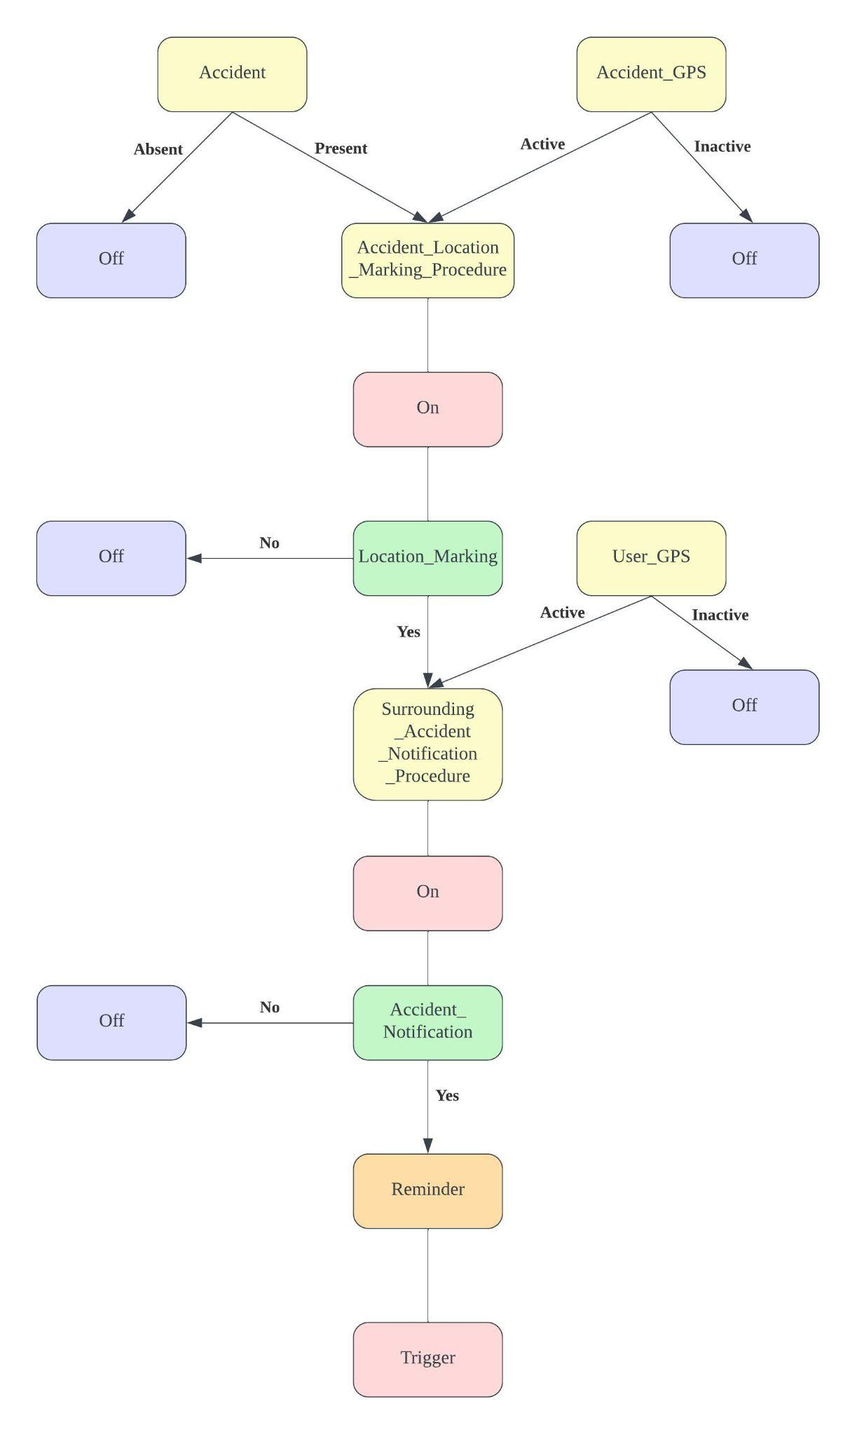 Accident
Accident_GPS
Absent
Present
Active
Inactive
Off
Accident_Location
_Marking_Procedure
Off
On
Off
No
Location_Marking
User_GPS
Yes
Active
Inactive
Off
Surrounding
_Accident
_Notification
_Procedure
On
Off
No
Accident_
Notification
Yes
Reminder
Trigger